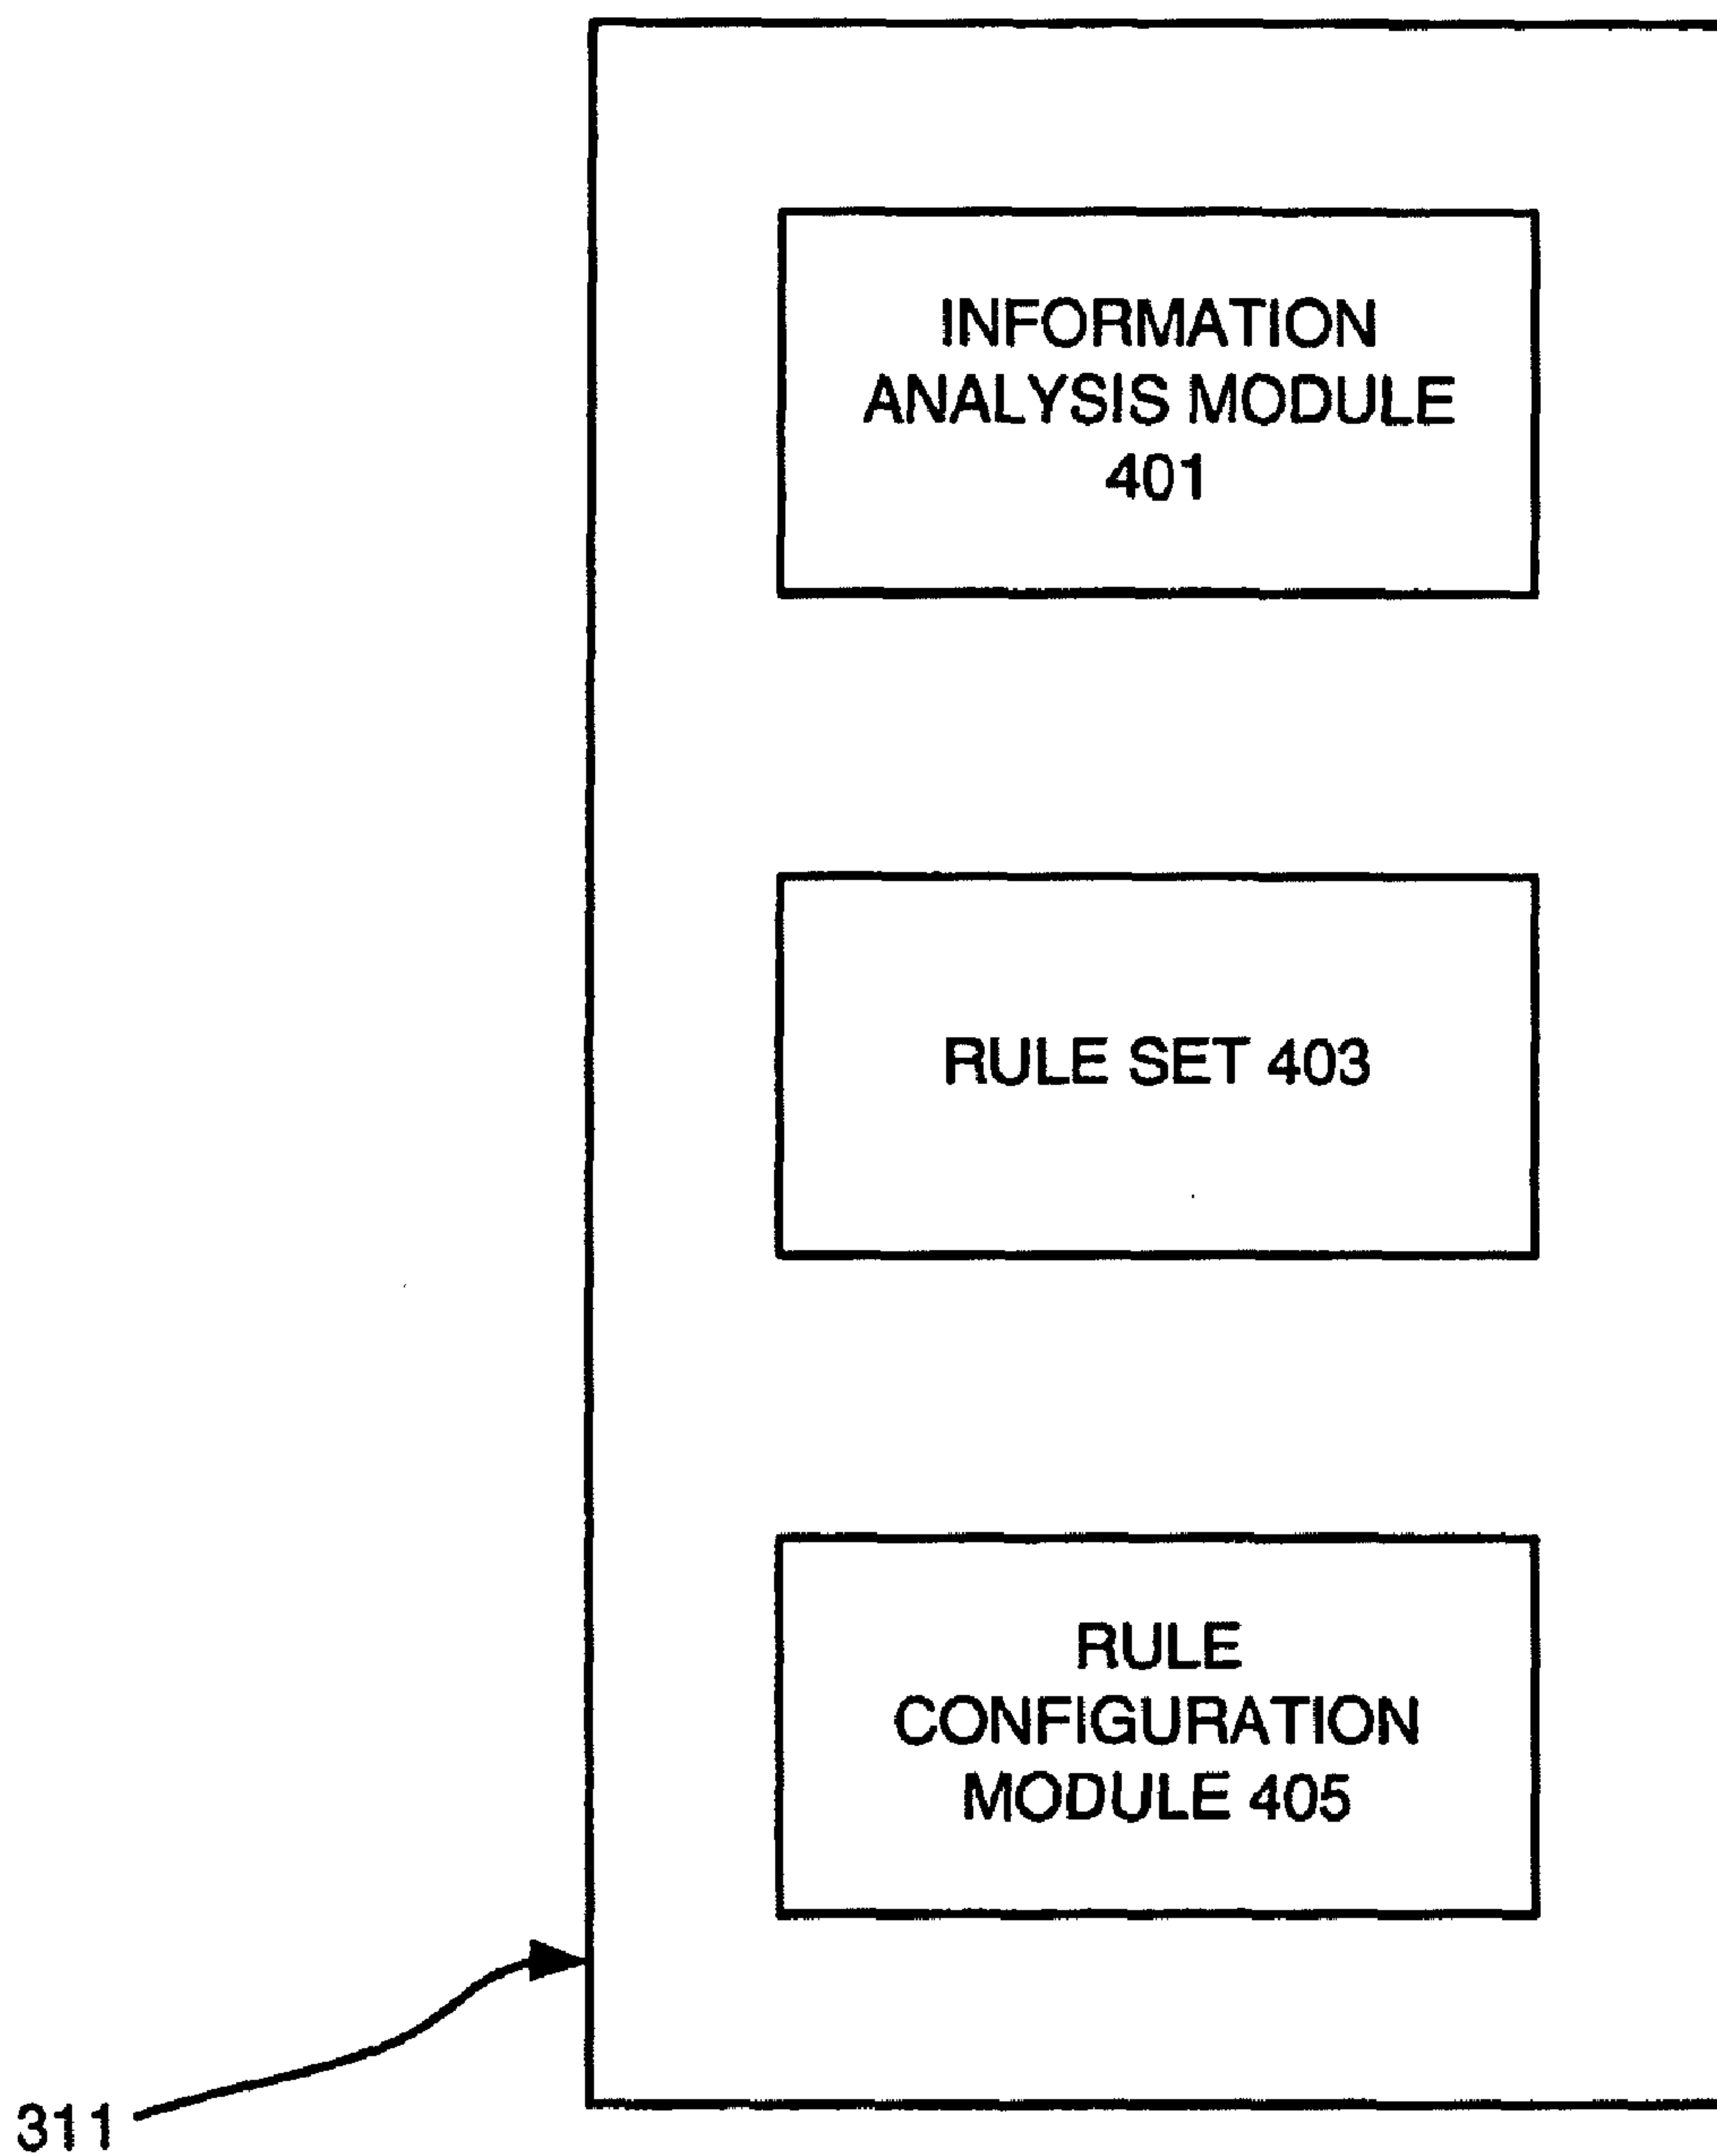 INFORMATION
ANALYSIS MODULE
401
RULE SET 403
RULE
CONFIGURATION
MODULE 405
311